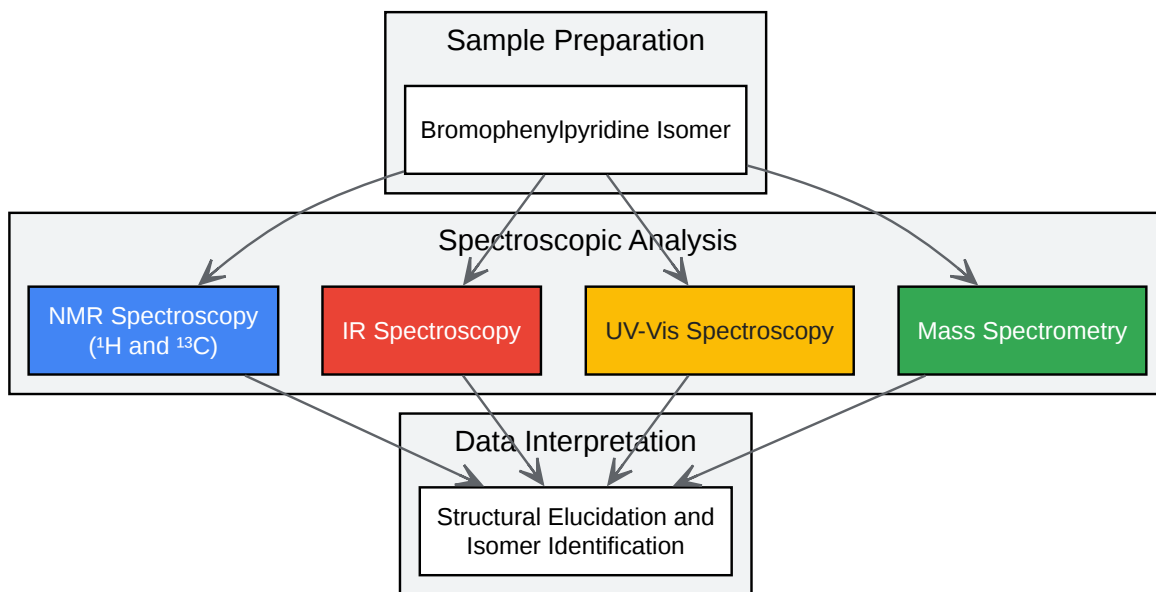 Sample Preparation
Bromophenylpyridine Isomer
Spectroscopic Analysis
NMR Spectroscopy
(¹H and ¹³C)
IR Spectroscopy
UV-Vis Spectroscopy
Mass Spectrometry
Data Interpretation
Structural Elucidation and
Isomer Identification